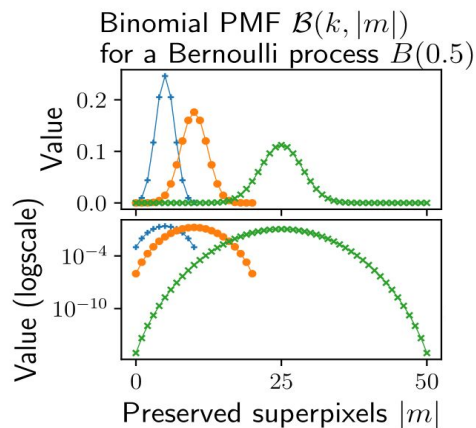 Binomial PMF ℬ(k, |m|)
for a Bernoulli process B(0.5)
Value
0.2
0.1
0.0
Value (logscale)
10⁻⁴
10⁻¹⁰
0 25 50
Preserved superpixels |m|